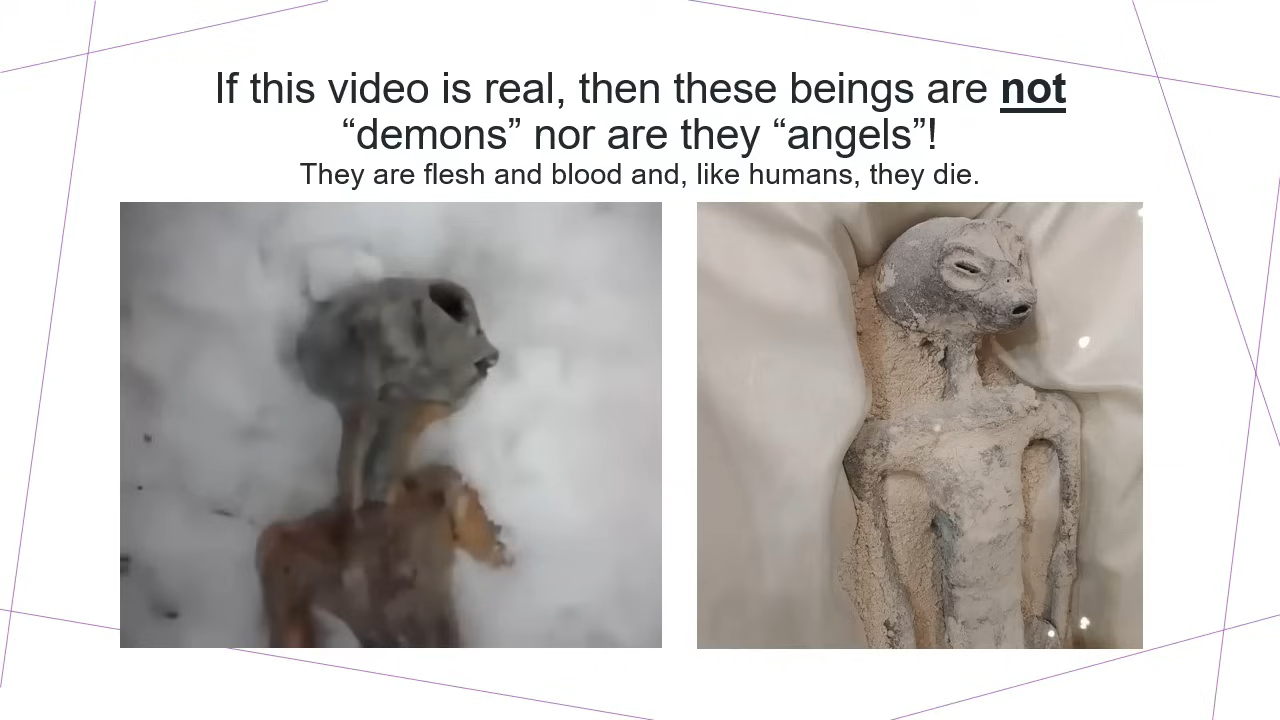 If this video is real, then these beings are not
“demons” nor are they “angels”!
They are flesh and blood and, like humans, they die.